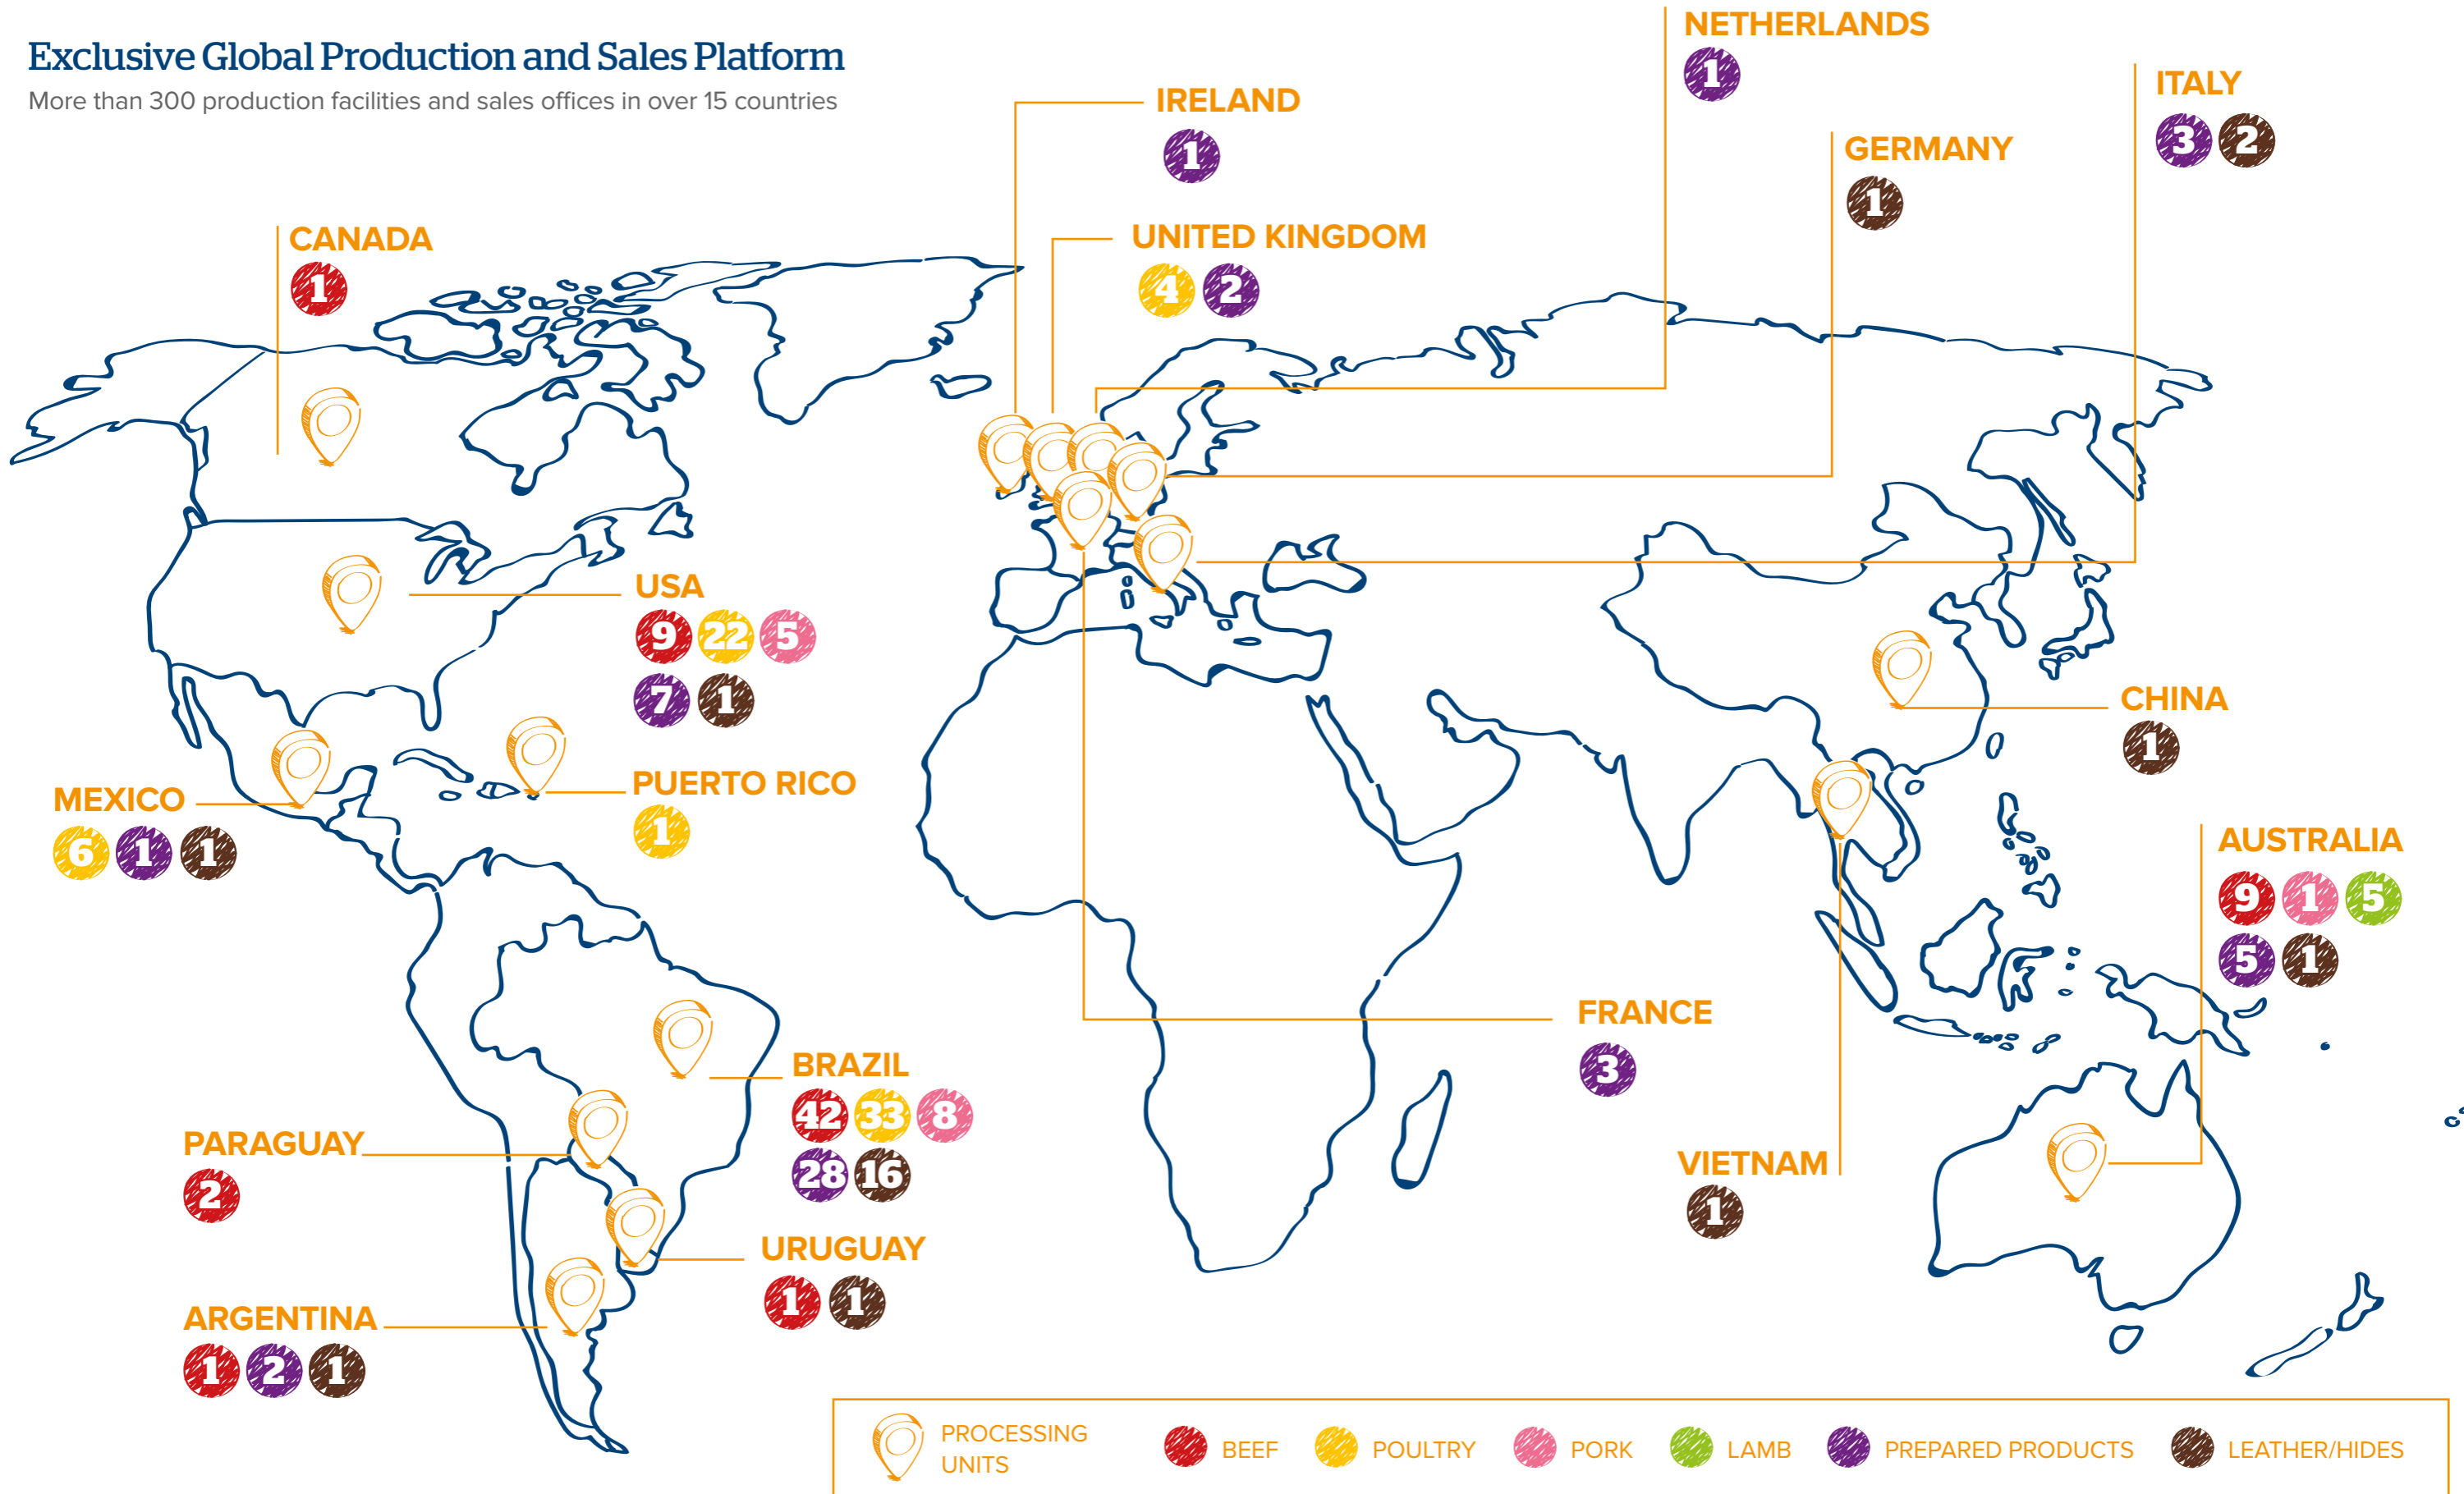 Exclusive Global Production and Sales Platform
More than 300 production facilities and sales offices in over 15 countries
NETHERLANDS
1
ITALY
3 2
IRELAND
1
GERMANY
1
UNITED KINGDOM
4 2
CANADA
1
USA
9 22 5
7 1
PUERTO RICO
1
MEXICO
6 1 1
CHINA
1
AUSTRALIA
9 1 5
5 1
FRANCE
3
BRAZIL
42 33 8
28 16
PARAGUAY
2
VIETNAM
1
URUGUAY
1 1
ARGENTINA
1 2 1
PROCESSING
UNITS
BEEF
POULTRY
PORK
LAMB
PREPARED PRODUCTS
LEATHER/HIDES